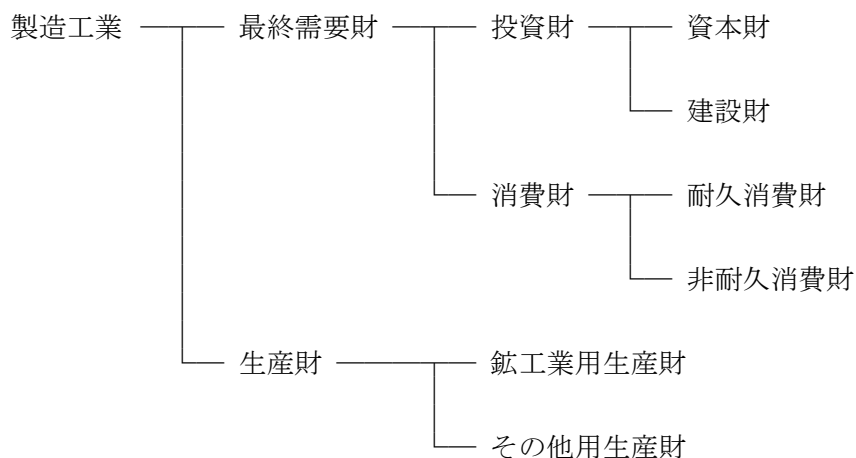 製造工業 最終需要財 投資財 資本財
建設財
消費財 耐久消費財
非耐久消費財
生産財 鉱工業用生産財
その他用生産財